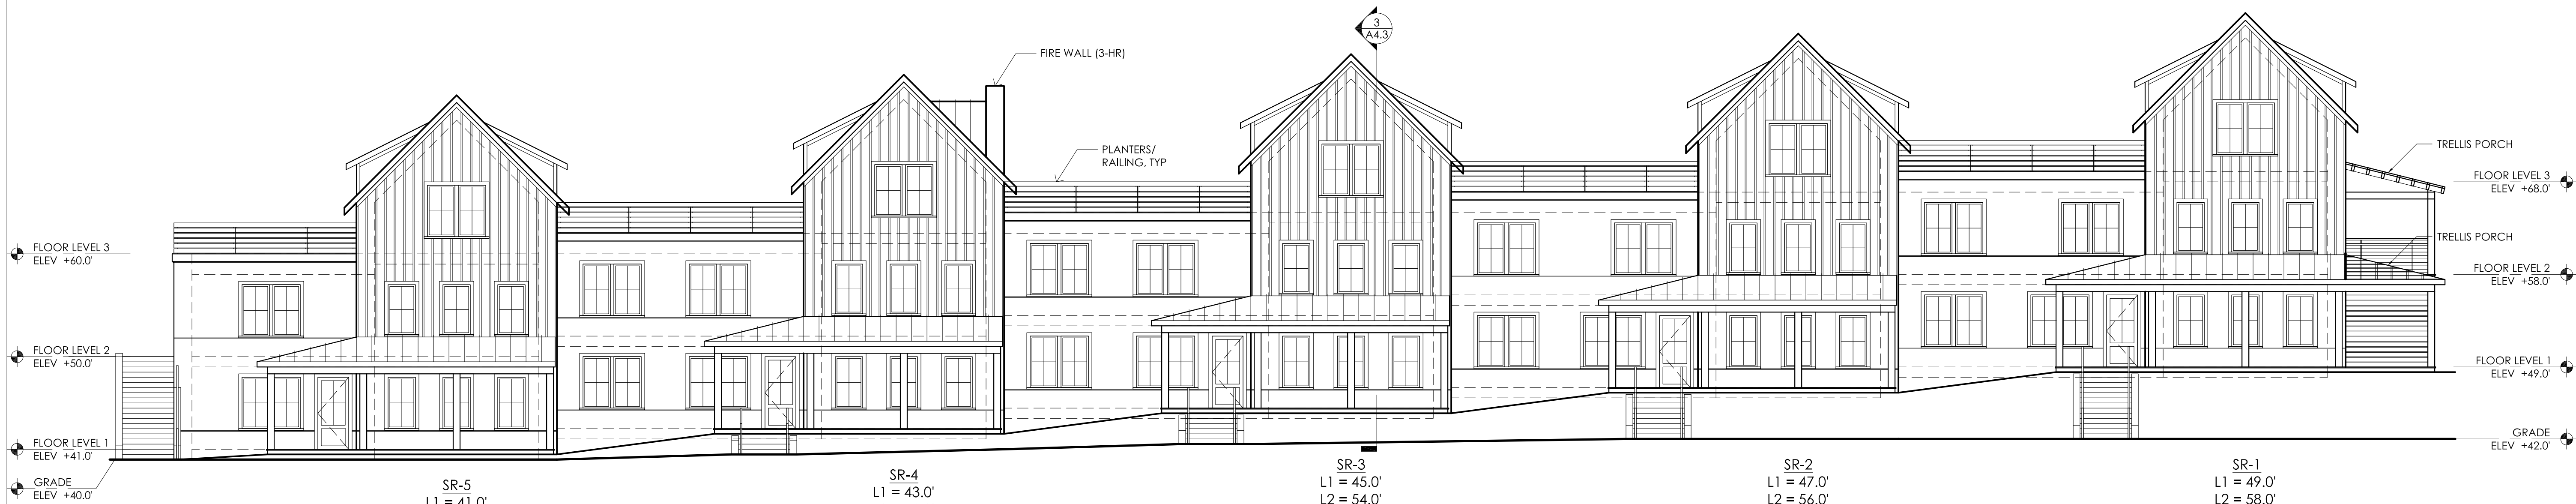 3
A4.3
FIRE WALL (3-HR)
PLANTERS/
RAILING, TYP
TRELLIS PORCH
FLOOR LEVEL 3
ELEV +68.0'
TRELLIS PORCH
FLOOR LEVEL 3
ELEV +60.0'
FLOOR LEVEL 2
ELEV +58.0'
FLOOR LEVEL 2
ELEV +50.0'
FLOOR LEVEL 1
ELEV +49.0'
FLOOR LEVEL 1
ELEV +41.0'
GRADE
ELEV +42.0'
GRADE
ELEV +40.0'
SR-5
L1 = 41.0'
SR-4
L1 = 43.0'
SR-3
L1 = 45.0'
L2 = 54.0'
SR-2
L1 = 47.0'
L2 = 56.0'
SR-1
L1 = 49.0'
L2 = 58.0'